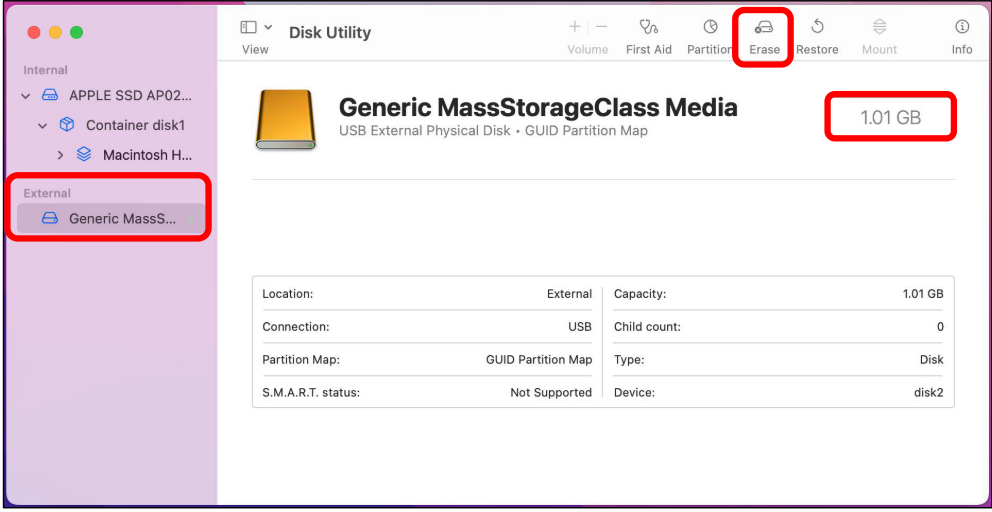 View
Disk Utility
Volume
First Aid
Partition
Erase
Restore
Mount
Info
Internal
APPLE SSD AP02...
Container disk1
Macintosh H...
External
Generic MassS...
Generic MassStorageClass Media
USB External Physical Disk • GUID Partition Map
1.01 GB
Location: External
Capacity: 1.01 GB
Connection: USB
Child count: 0
Partition Map: GUID Partition Map
Type: Disk
S.M.A.R.T. status: Not Supported
Device: disk2